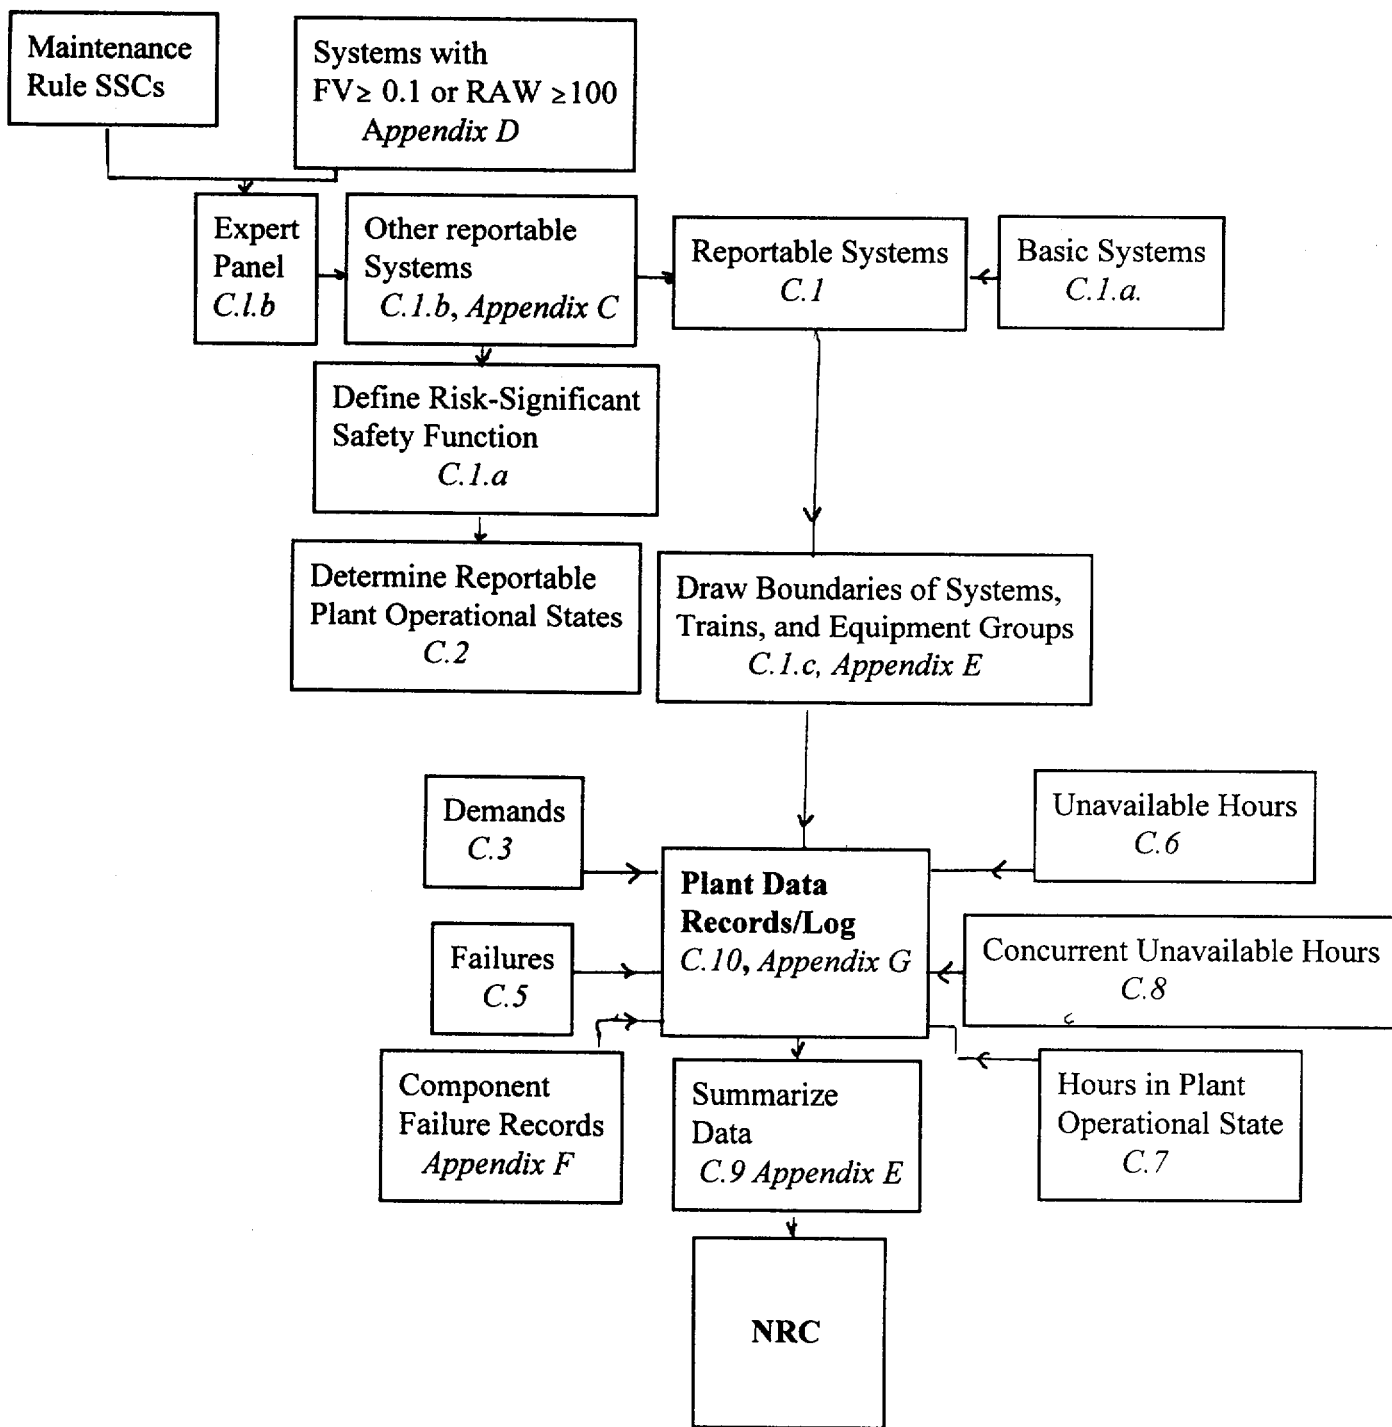 Maintenance
Rule SSCs
Systems with
FV≥ 0.1 or RAW ≥100
Appendix D
Expert
Panel
C.l.b
Other reportable
Systems
C.1.b, Appendix C
Reportable Systems
C.1
Basic Systems
C.1.a.
Define Risk-Significant
Safety Function
C.1.a
Determine Reportable
Plant Operational States
C.2
Draw Boundaries of Systems,
Trains, and Equipment Groups
C.1.c, Appendix E
Demands
C.3
Unavailable Hours
C.6
Plant Data
Records/Log
C.10, Appendix G
Failures
C.5
Concurrent Unavailable Hours
C.8
Component
Failure Records
Appendix F
Summarize
Data
C.9 Appendix E
Hours in Plant
Operational State
C.7
NRC